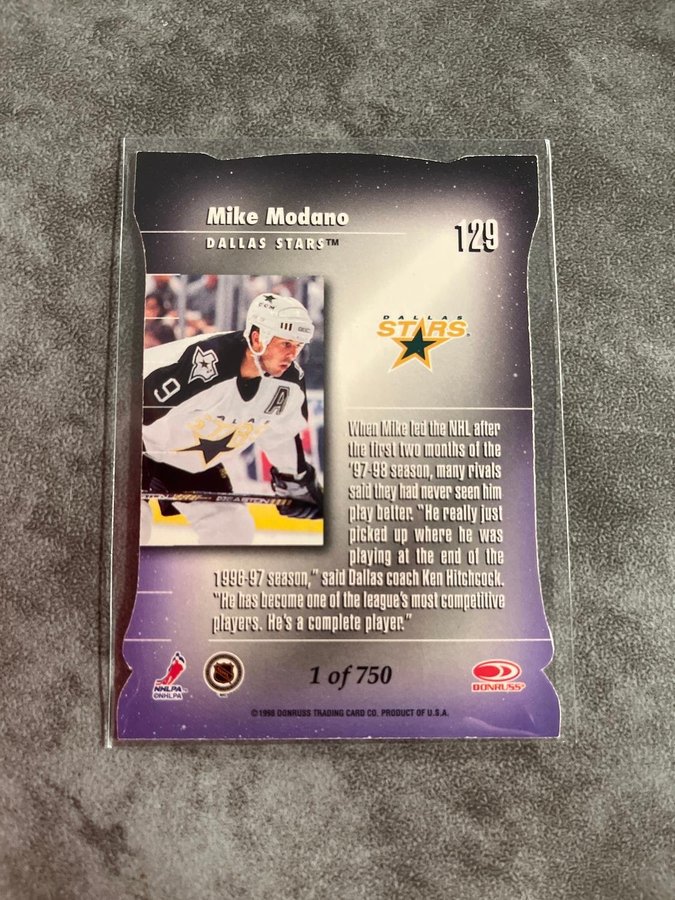 Mike Modano
DALLAS STARS™
129
DALLAS
STARS
9
A
When Mike led the NHL after
the first two months of the
'97-98 season, many rivals
said they had never seen him
play better. "He really just
picked up where he was
playing at the end of the
1996-97 season," said Dallas coach Ken Hitchcock.
"He has become one of the league's most competitive
players. He's a complete player."
NHLPA™
©NHLPA
1 of 750
DONRUSS®
©1998 DONRUSS TRADING CARD CO. PRODUCT OF U.S.A.